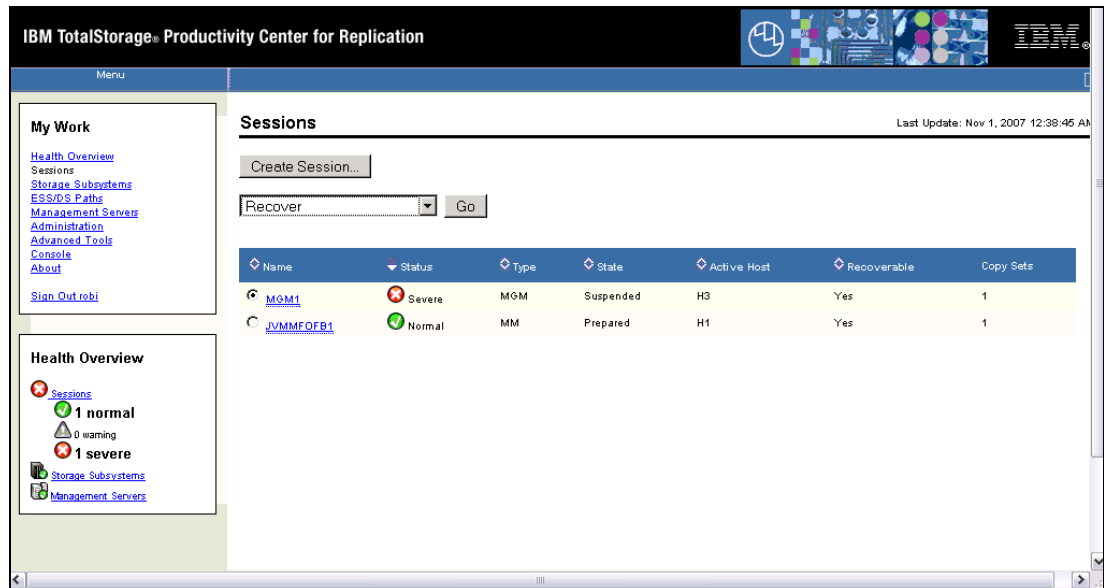 IBM TotalStorage® Productivity Center for Replication
IBM®
Menu
My Work
Health Overview
Sessions
Storage Subsystems
ESS/DS Paths
Management Servers
Administration
Advanced Tools
Console
About
Sign Out robi
Health Overview
Sessions
1 normal
0 warning
1 severe
Storage Subsystems
Management Servers
Sessions
Last Update: Nov 1, 2007 12:38:45 AM
Create Session...
Recover Go
Name Status Type State Active Host Recoverable Copy Sets
MGM1 Severe MGM Suspended H3 Yes 1
JVMMFOFB1 Normal MM Prepared H1 Yes 1